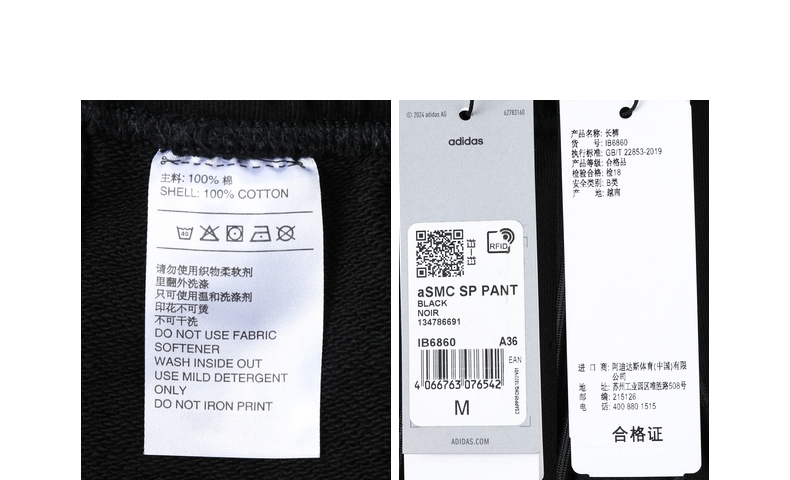 主料: 100% 棉
SHELL: 100% COTTON
40
请勿使用织物柔软剂
里翻外洗涤
只可使用温和洗涤剂
印花不可烫
不可干洗
DO NOT USE FABRIC
SOFTENER
WASH INSIDE OUT
USE MILD DETERGENT
ONLY
DO NOT IRON PRINT
© 2024 adidas AG
62783160
adidas
扫一扫
RFID
aSMC SP PANT
BLACK
NOIR
134786691
IB6860 A36
EAN
4 066763 076542
M
ADIDAS.COM
产品名称: 长裤
货 号: IB6860
执行标准: GB/T 22853-2019
产品等级: 合格品
检验合格: 检18
安全类别: B类
产 地: 越南
进 口 商: 阿迪达斯体育(中国)有限
公司
地 址: 苏州工业园区唯胜路508号
邮 编: 215126
电 话: 400 880 1515
合格证